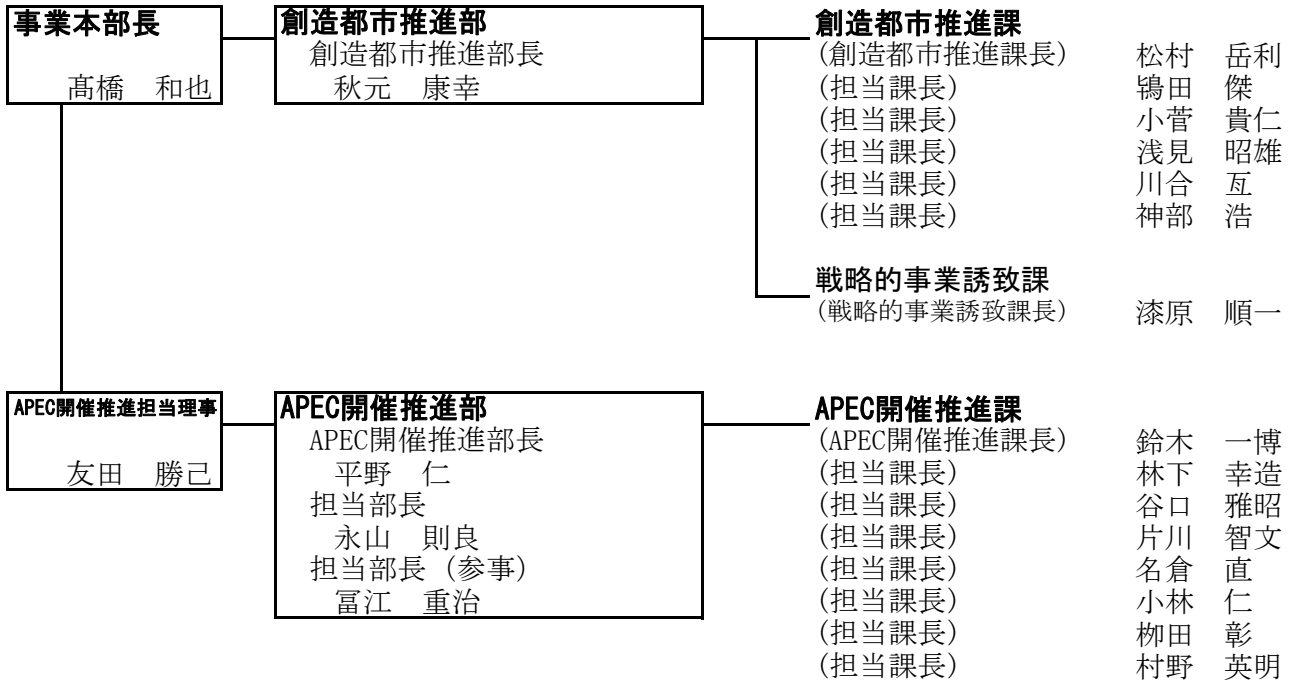 事業本部長
髙橋　和也
創造都市推進部
創造都市推進部長
秋元　康幸
創造都市推進課
(創造都市推進課長)　松村　岳利
(担当課長)　鴇田　傑
(担当課長)　小菅　貴仁
(担当課長)　浅見　昭雄
(担当課長)　川合　亙
(担当課長)　神部　浩
戦略的事業誘致課
(戦略的事業誘致課長)　漆原　順一
APEC開催推進担当理事
友田　勝己
APEC開催推進部
APEC開催推進部長
平野　仁
担当部長
永山　則良
担当部長（参事）
冨江　重治
APEC開催推進課
(APEC開催推進課長)　鈴木　一博
(担当課長)　林下　幸造
(担当課長)　谷口　雅昭
(担当課長)　片川　智文
(担当課長)　名倉　直
(担当課長)　小林　仁
(担当課長)　栁田　彰
(担当課長)　村野　英明